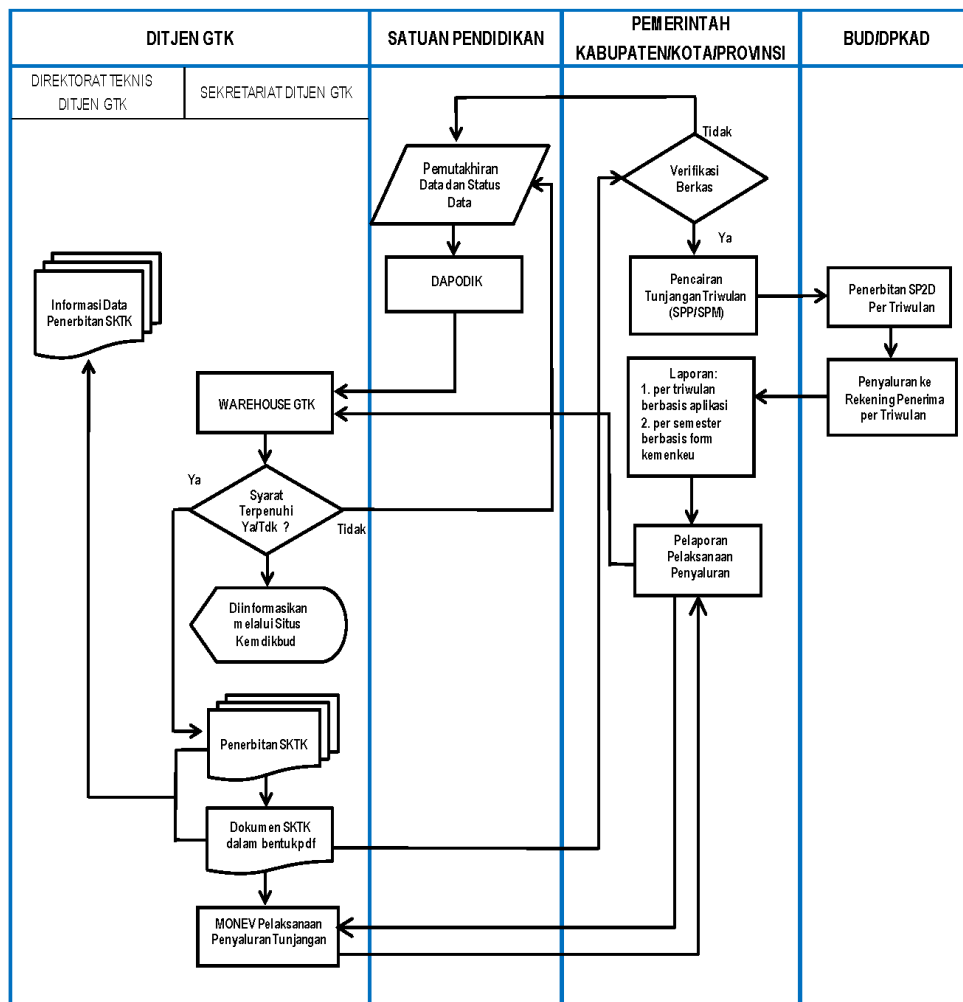 DITJEN GTK
SATUAN PENDIDIKAN
PEMERINTAH
KABUPATEN/KOTA/PROVINSI
BUD/DPKAD
DIREKTORAT TEKNIS
DITJEN GTK
SEKRETARIAT DITJEN GTK
Tidak
Pemutakhiran
Data dan Status
Data
Verifikasi
Berkas
Ya
DAPODIK
Informasi Data
Penerbitan SKTK
Pencairan
Tunjangan Triwulan
(SPP/SPM)
Penerbitan SP2D
Per Triwulan
WAREHOUSE GTK
Laporan:
1. per triwulan
berbasis aplikasi
2. per semester
berbasis form
kemenkeu
Penyaluran ke
Rekening Penerima
per Triwulan
Ya
Syarat
Terpenuhi
Ya/Tdk ?
Tidak
Pelaporan
Pelaksanaan
Penyaluran
Diinformasikan
melalui Situs
Kemdikbud
Penerbitan SKTK
Dokumen SKTK
dalam bentuk pdf
MONEV Pelaksanaan
Penyaluran Tunjangan